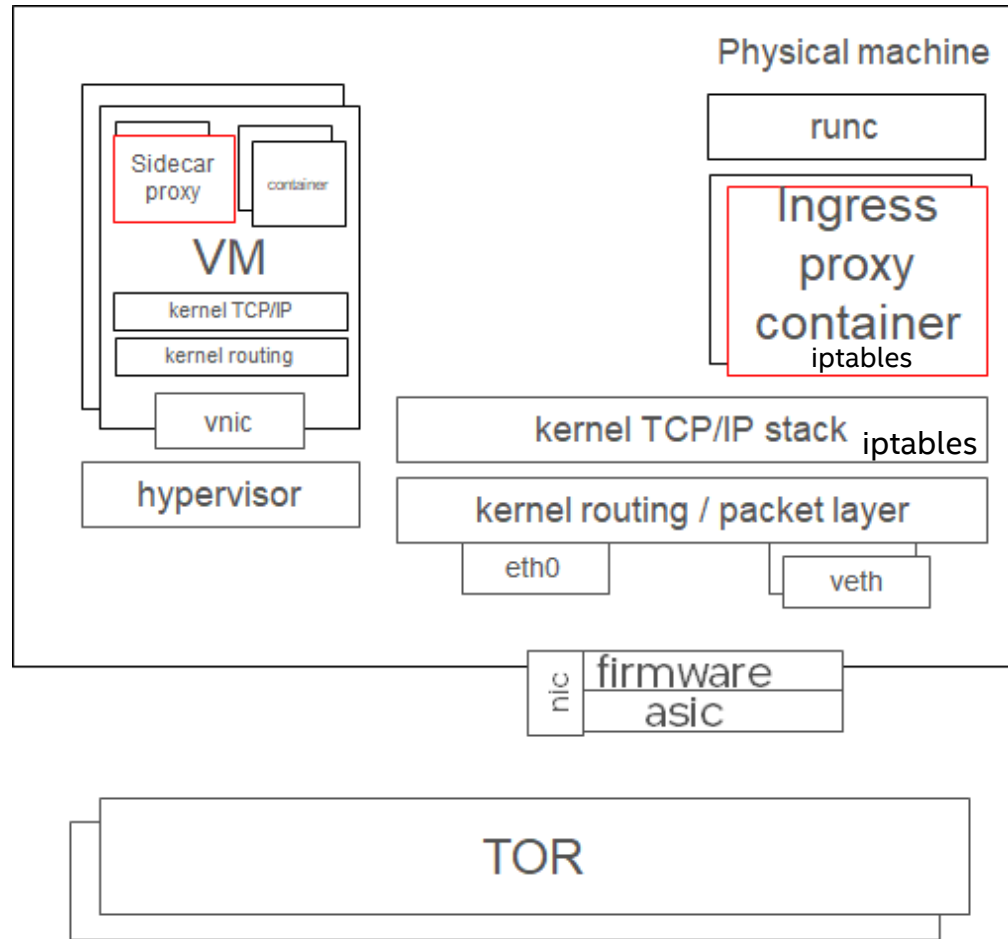 Physical machine
runc
Sidecar
proxy
container
VM
kernel TCP/IP
kernel routing
vnic
hypervisor
Ingress
proxy
container
iptables
kernel TCP/IP stack iptables
kernel routing / packet layer
eth0
veth
nic
firmware
asic
TOR